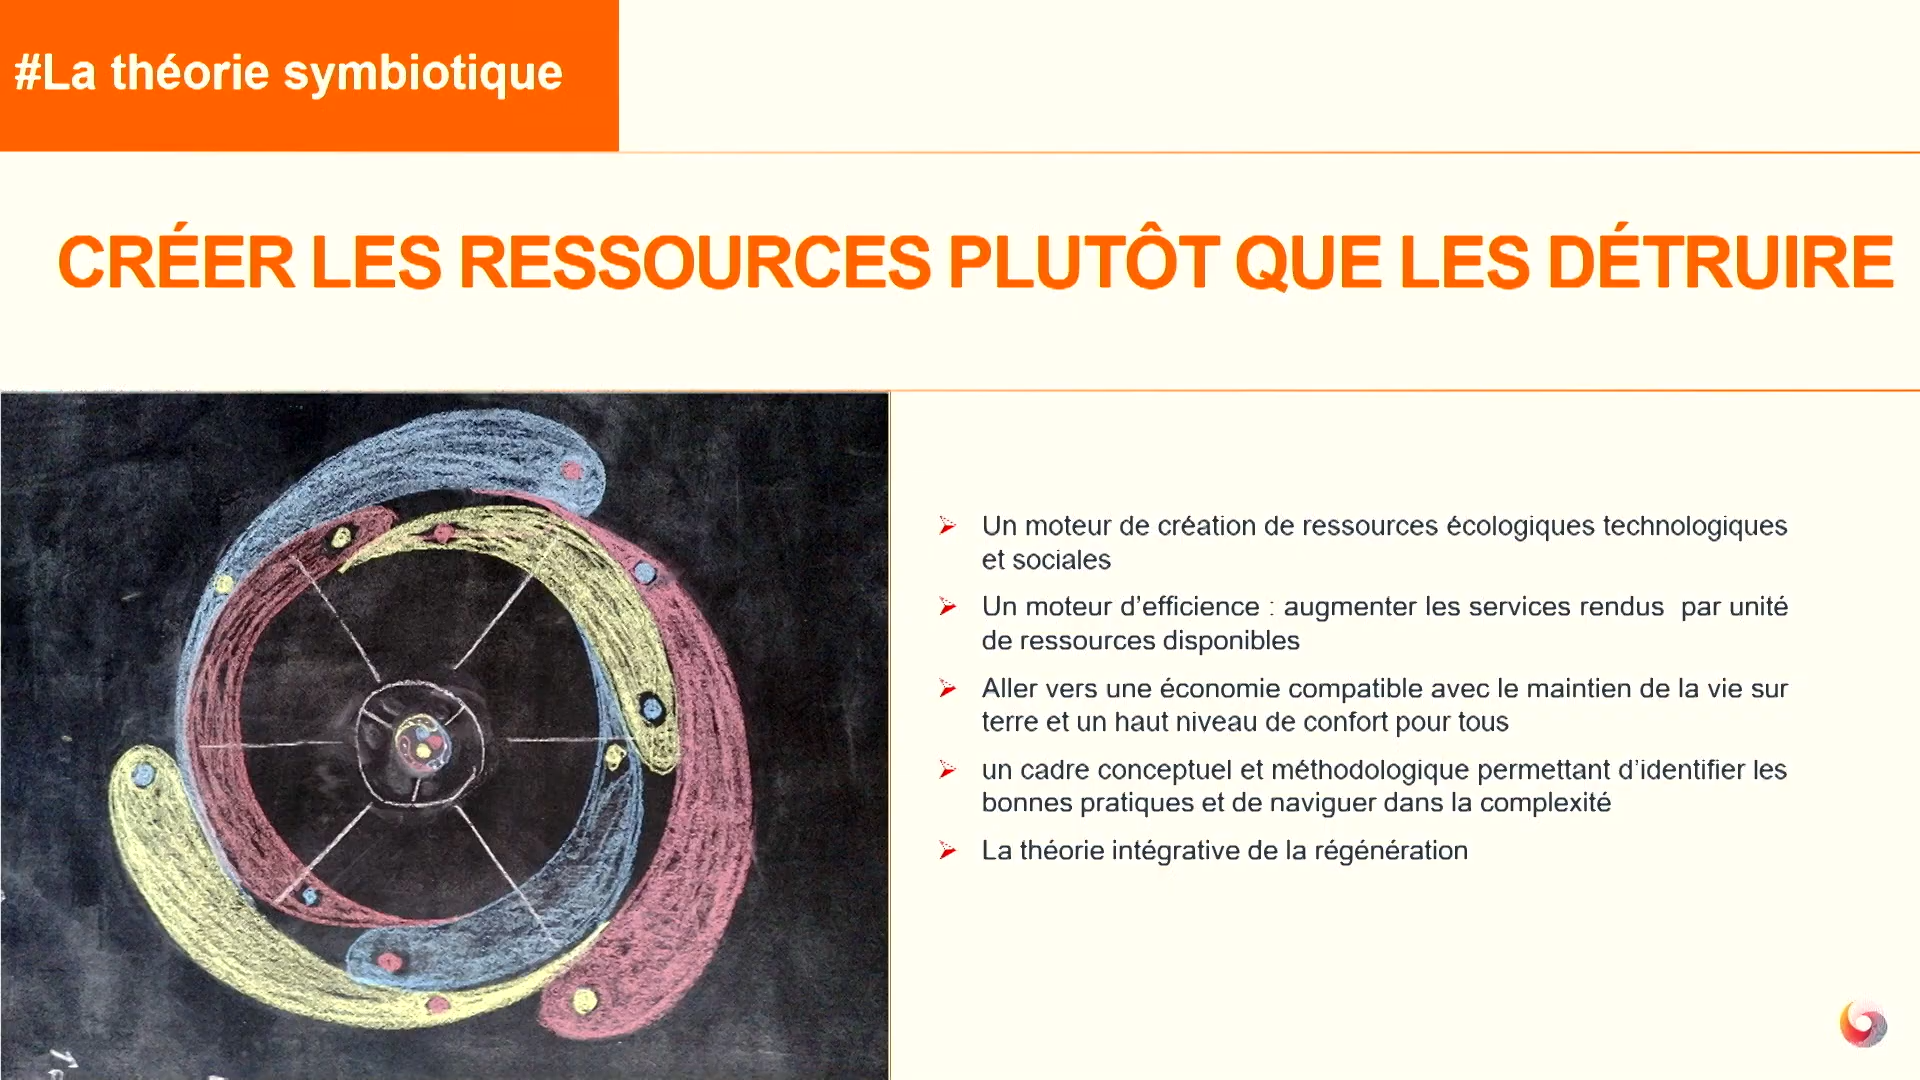 #La théorie symbiotique
CRÉER LES RESSOURCES PLUTÔT QUE LES DÉTRUIRE
Un moteur de création de ressources écologiques technologiques
et sociales
Un moteur d’efficience : augmenter les services rendus  par unité
de ressources disponibles
Aller vers une économie compatible avec le maintien de la vie sur
terre et un haut niveau de confort pour tous
un cadre conceptuel et méthodologique permettant d’identifier les
bonnes pratiques et de naviguer dans la complexité
La théorie intégrative de la régénération